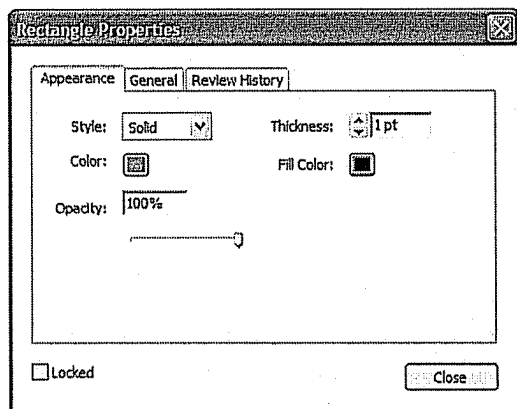 Rectangle Properties
Appearance General Review History
Style: Solid Thickness: 1 pt
Color: Fill Color:
Opacity: 100%
Locked Close